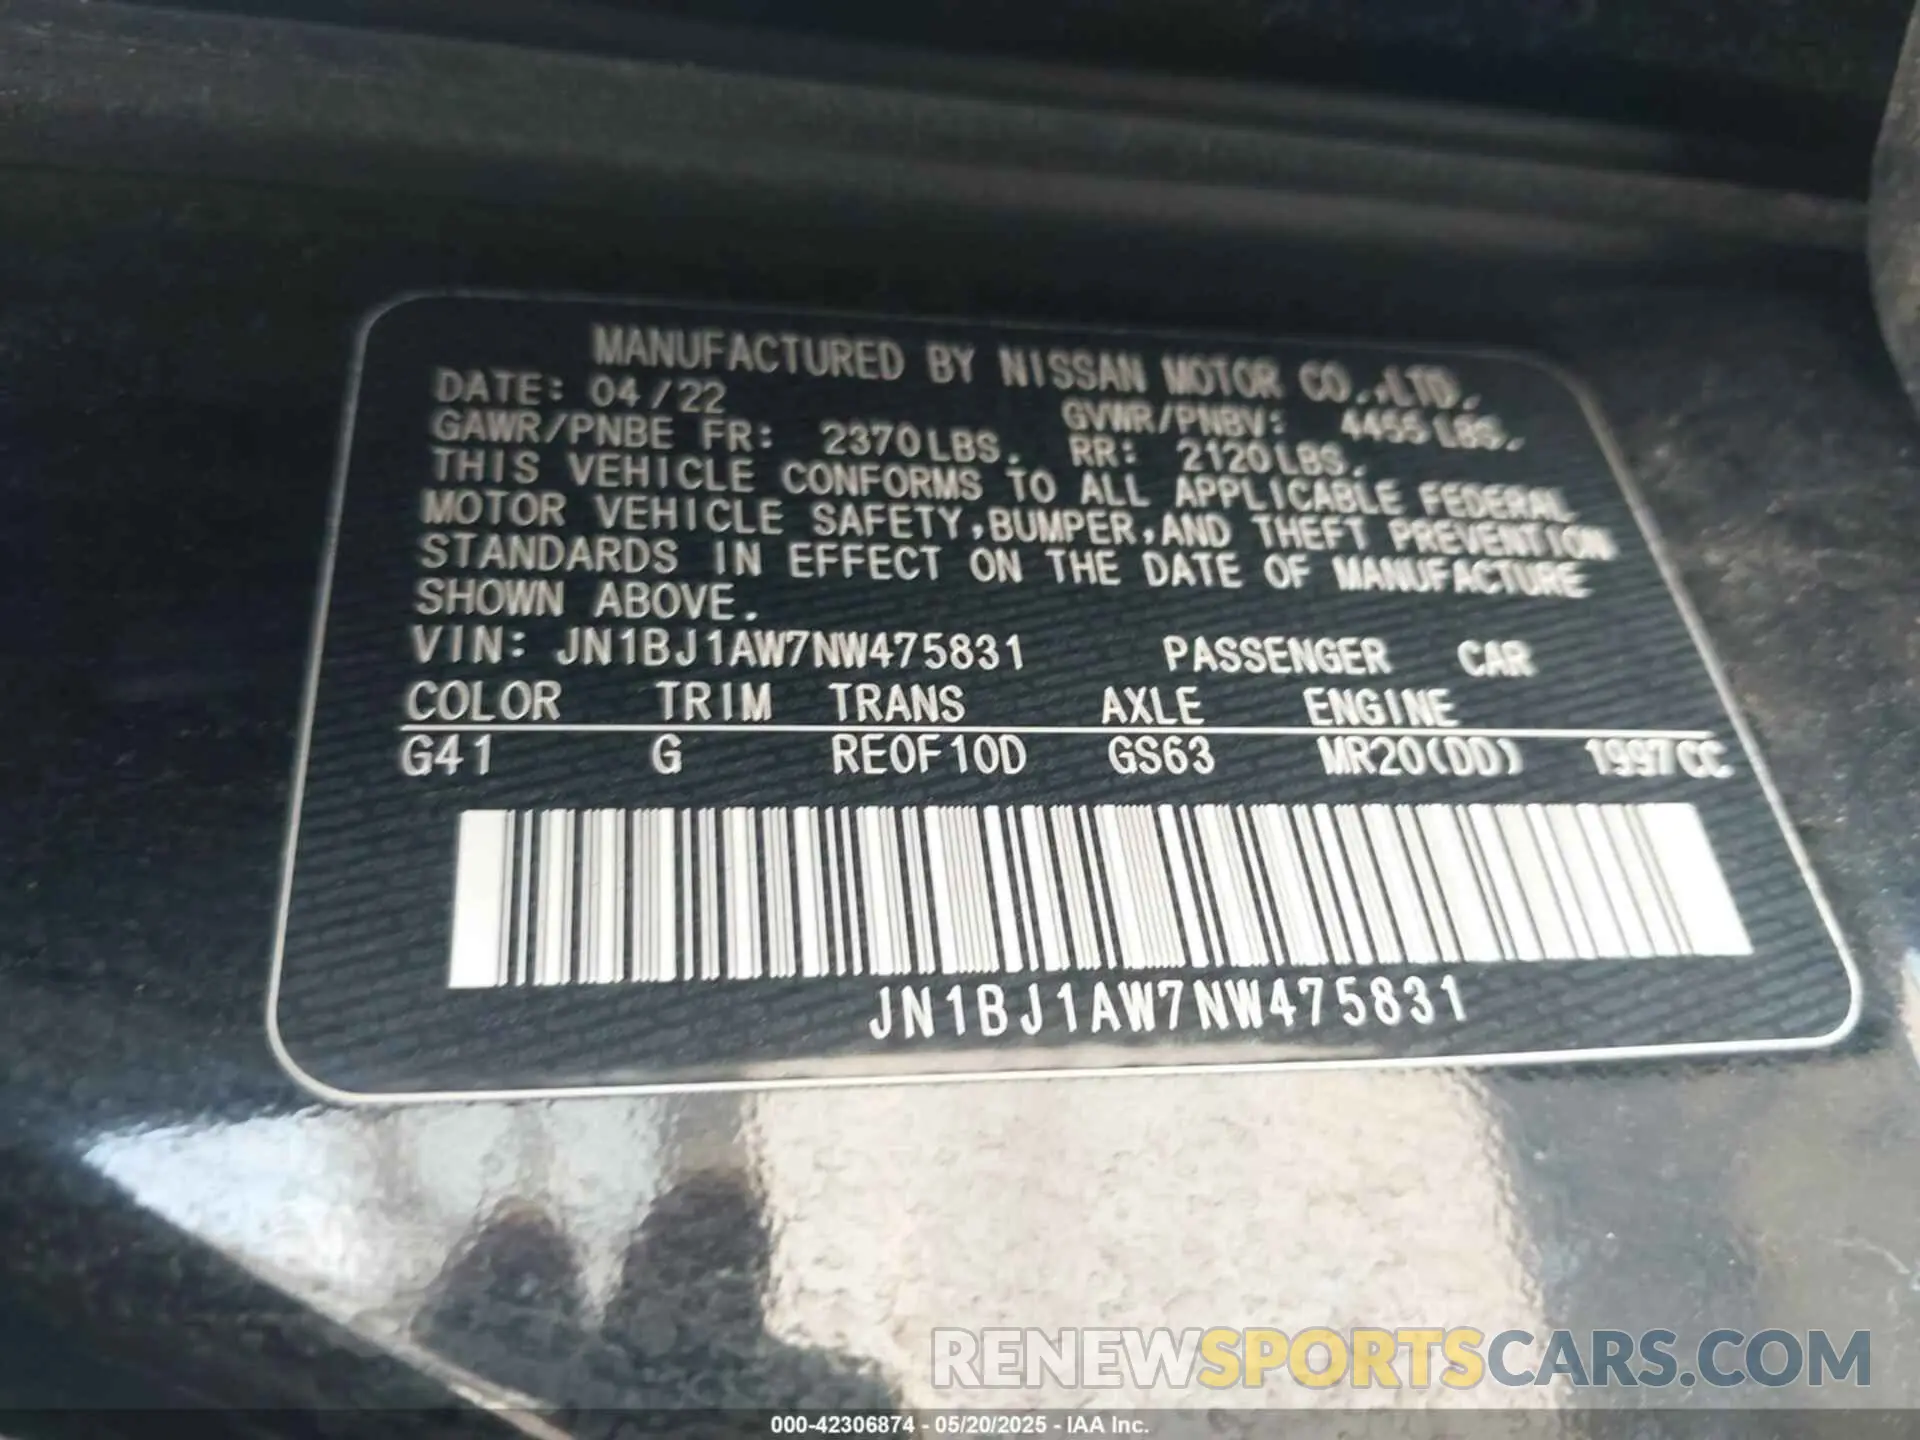 MANUFACTURED BY NISSAN MOTOR CO.,LTD.
DATE: 04/22 GVWR/PNBV: 4455 LBS.
GAWR/PNBE FR: 2370LBS. RR: 2120LBS.
THIS VEHICLE CONFORMS TO ALL APPLICABLE FEDERAL
MOTOR VEHICLE SAFETY,BUMPER,AND THEFT PREVENTION
STANDARDS IN EFFECT ON THE DATE OF MANUFACTURE
SHOWN ABOVE.
VIN: JN1BJ1AW7NW475831 PASSENGER CAR
COLOR TRIM TRANS AXLE ENGINE
G41 G RE0F10D GS63 MR20(DD) 1997CC
JN1BJ1AW7NW475831
RENEWSPORTSCARS.COM
000-42306874 - 05/20/2025 - IAA Inc.